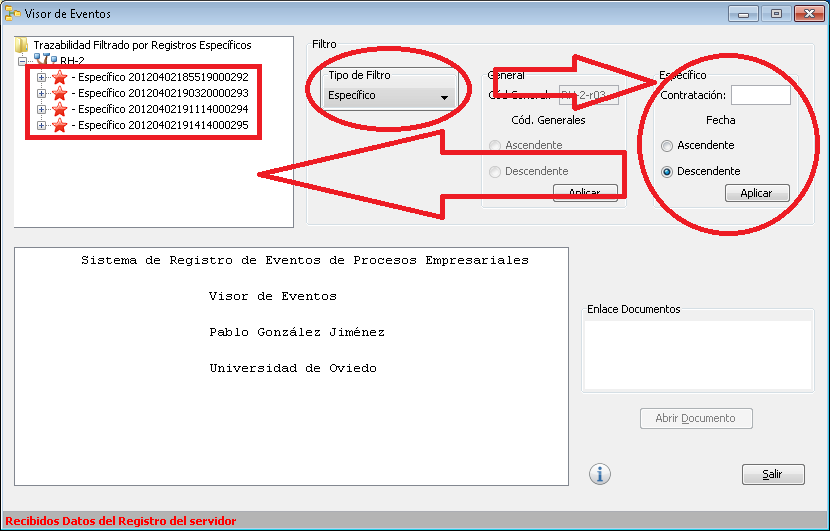 Visor de Eventos
Trazabilidad Filtrado por Registros Específicos
RH-2
- Específico 20120402185519000292
- Específico 20120402190320000293
- Específico 20120402191114000294
- Específico 20120402191414000295
Filtro
Tipo de Filtro
Específico
General
Cód.General: RH-2-r03
Cód. Generales
Ascendente
Descendente
Aplicar
Específico
Contratación:
Fecha
Ascendente
Descendente
Aplicar
Sistema de Registro de Eventos de Procesos Empresariales
Visor de Eventos
Pablo González Jiménez
Universidad de Oviedo
Enlace Documentos
Abrir Documento
Salir
Recibidos Datos del Registro del servidor